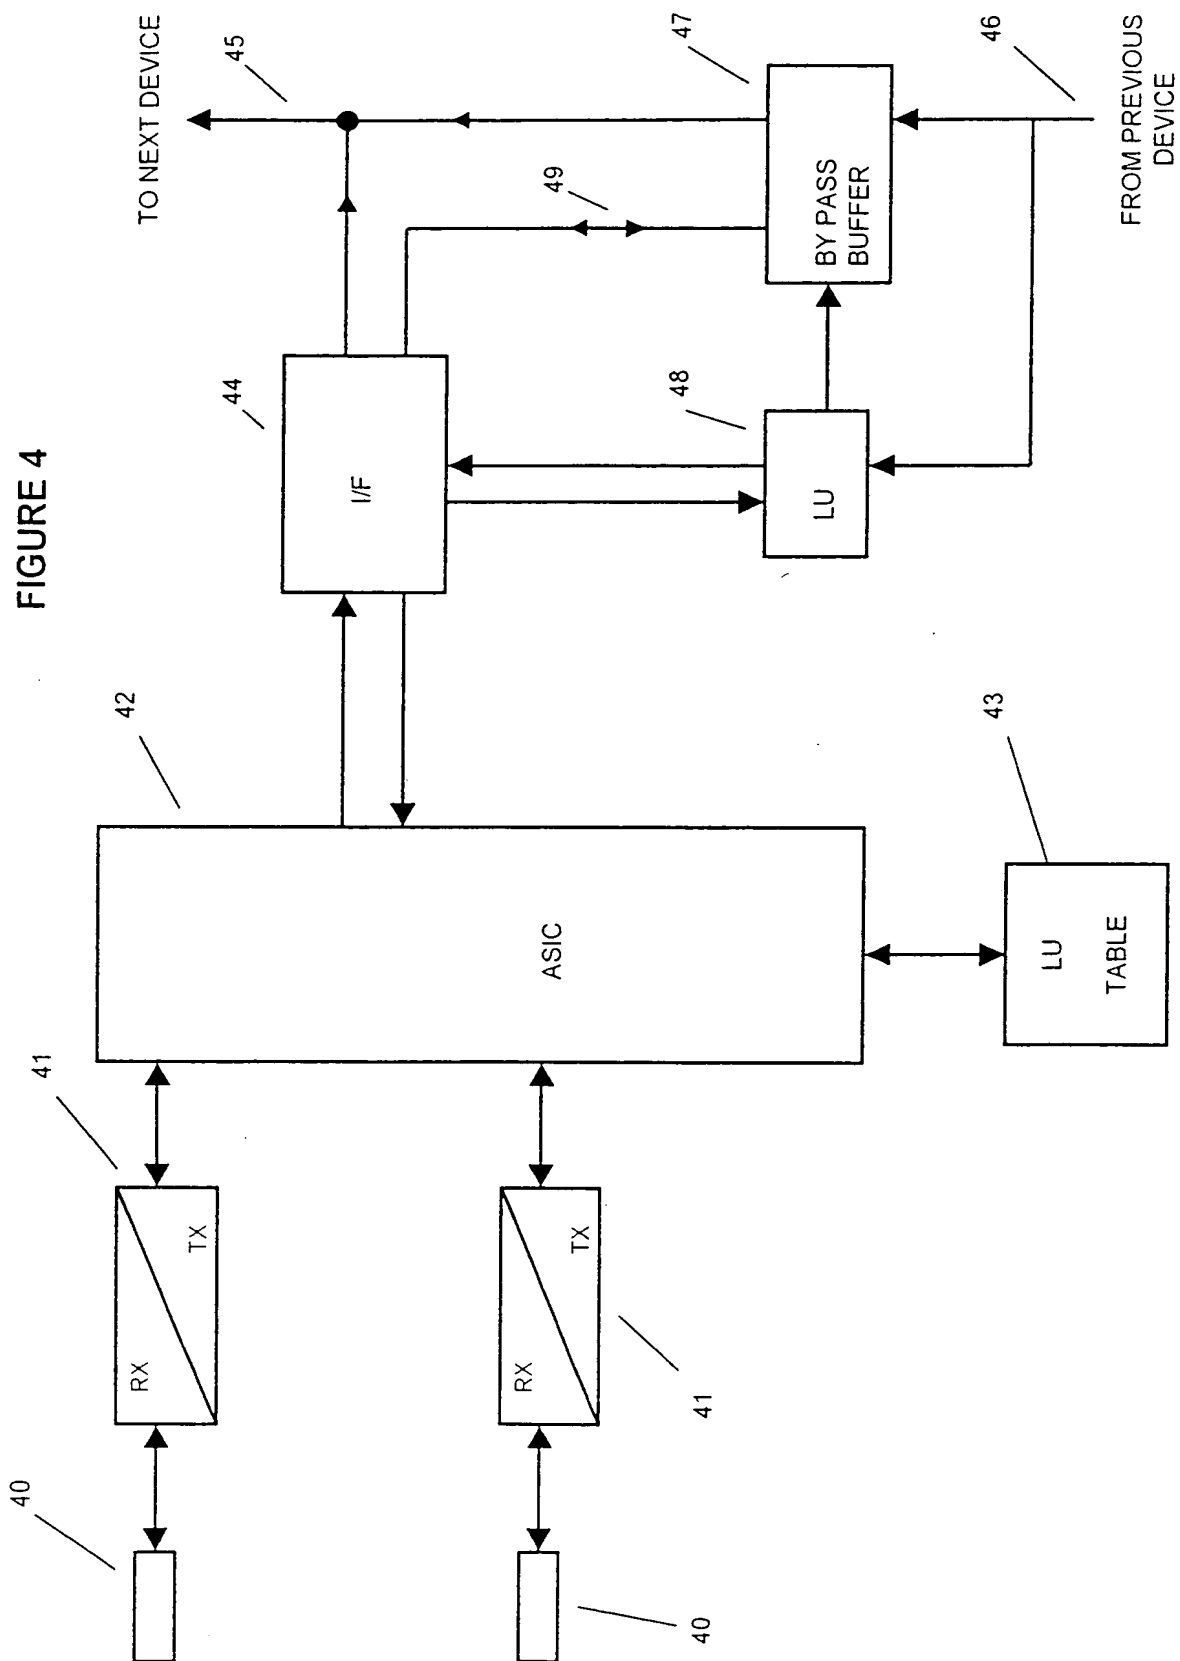 FIGURE 4
40
41
RX
TX
42
ASIC
44
I/F
45
TO NEXT DEVICE
49
47
BY PASS
BUFFER
48
LU
46
FROM PREVIOUS
DEVICE
43
LU
TABLE
40
41
RX
TX